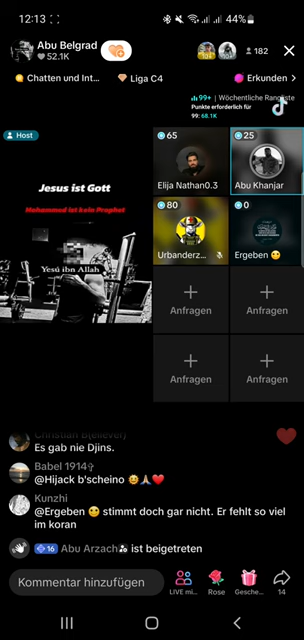 12:13
44%
Abu Belgrad
52.1K
182
Chatten und Int...
Liga C4
Erkunden >
99+ | Wöchentliche Rangliste
Punkte erforderlich für
99: 68.1K
Host
65
Elija Nathan0.3
25
Abu Khanjar
Jesus ist Gott
Mohammed ist kein Prophet
Yesú ibn Allah
80
Urbanderz...
0
Ergeben 😶
+
Anfragen
+
Anfragen
+
Anfragen
+
Anfragen
Christian B(eliever)
Es gab nie Djins.
Babel 1914✞
@Hijack b'scheino 😆🙏🏽❤️
Kunzhi
@Ergeben 😶 stimmt doch gar nicht. Er fehlt so viel
im koran
16 Abu Arzach ist beigetreten
Kommentar hinzufügen
LIVE mi...
Rose
Gesche...
14